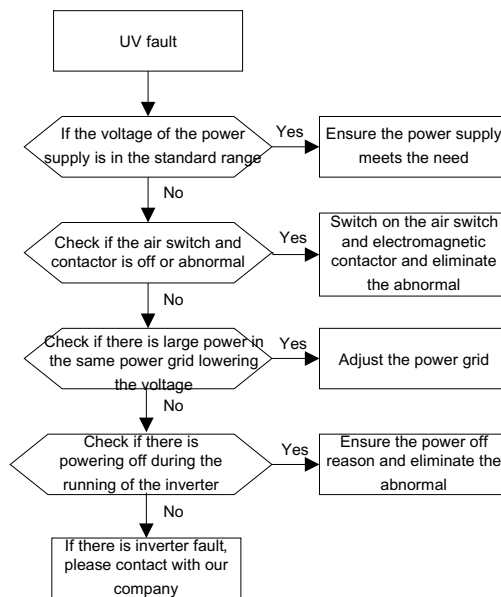 UV fault
If the voltage of the power
supply is in the standard range
Yes
Ensure the power supply
meets the need
No
Check if the air switch and
contactor is off or abnormal
Yes
Switch on the air switch
and electromagnetic
contactor and eliminate
the abnormal
No
Check if there is large power in
the same power grid lowering
the voltage
Yes
Adjust the power grid
No
Check if there is
powering off during the
running of the inverter
Yes
Ensure the power off
reason and eliminate the
abnormal
No
If there is inverter fault,
please contact with our
company